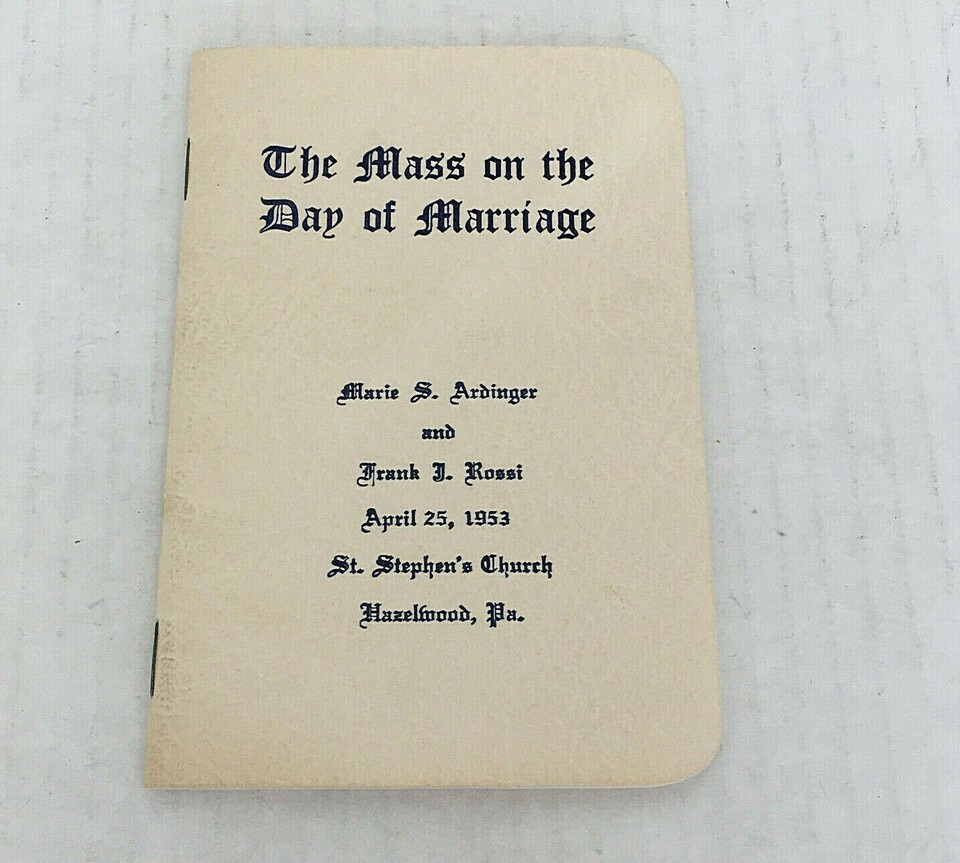 The Mass on the
Day of Marriage
Marie S. Ardinger
and
Frank J. Rossi
April 25, 1953
St. Stephen's Church
Hazelwood, Pa.